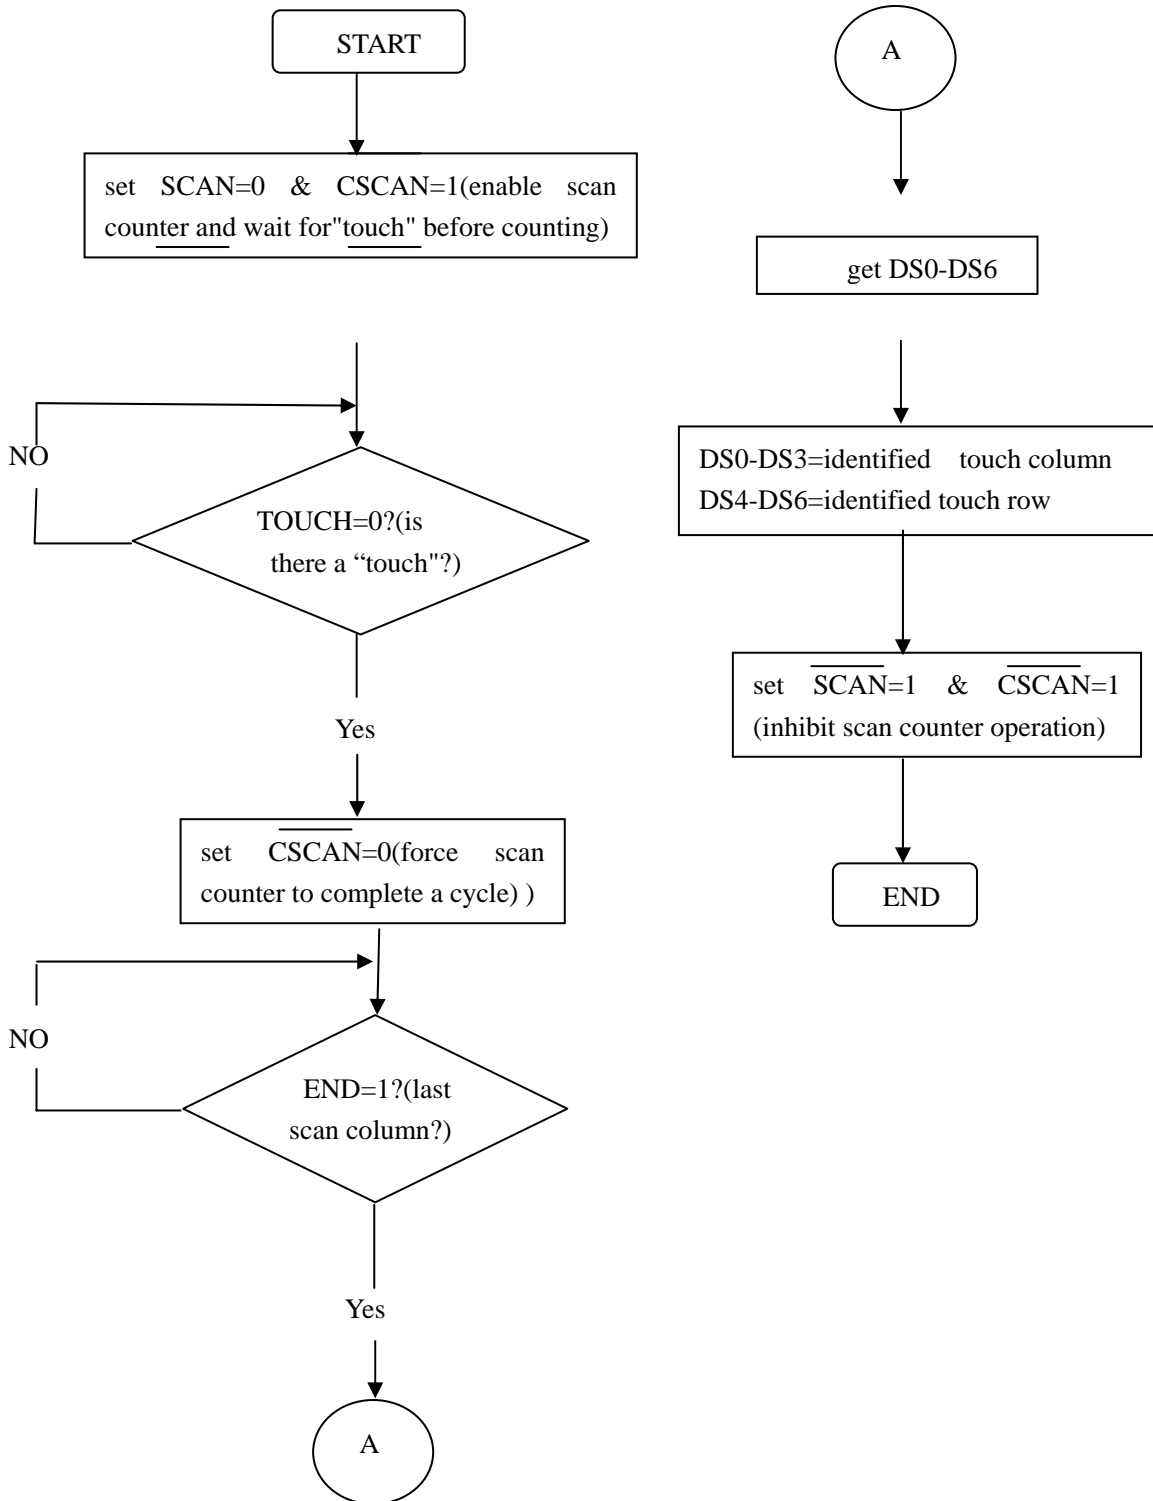 START
set SCAN=0 & CSCAN=1(enable scan
counter and wait for"touch" before counting)
NO
TOUCH=0?(is
there a “touch"?)
Yes
set CSCAN=0(force scan
counter to complete a cycle) )
NO
END=1?(last
scan column?)
Yes
A
A
get DS0-DS6
DS0-DS3=identified touch column
DS4-DS6=identified touch row
set SCAN=1 & CSCAN=1
(inhibit scan counter operation)
END